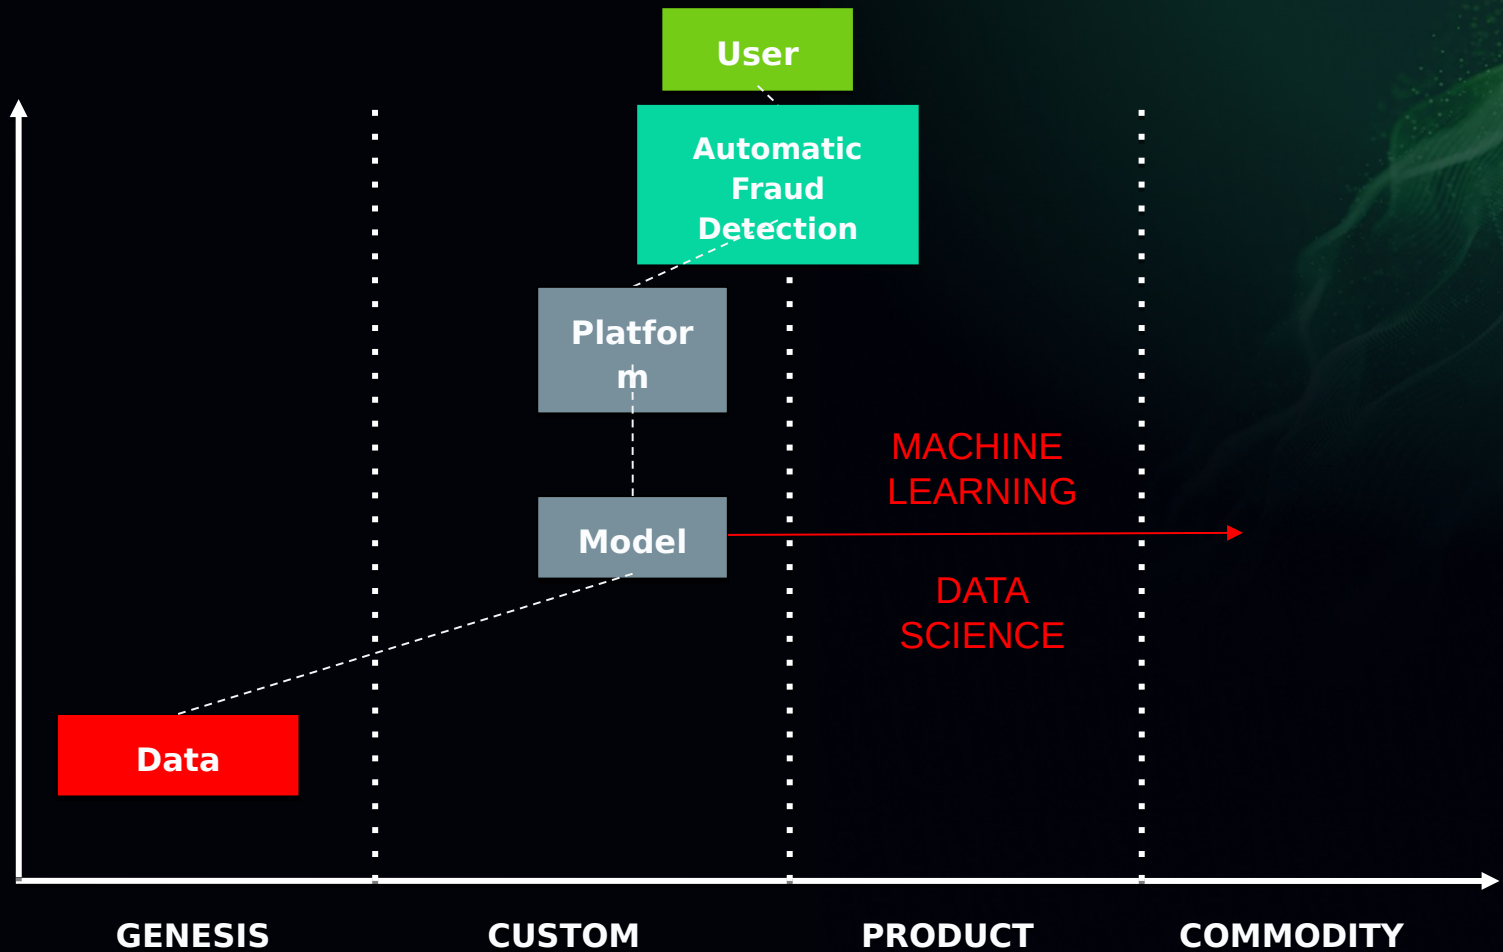 User
Automatic
Fraud
Detection
Platfor
m
MACHINE
LEARNING
Model
DATA
SCIENCE
Data
GENESIS
CUSTOM
PRODUCT
COMMODITY